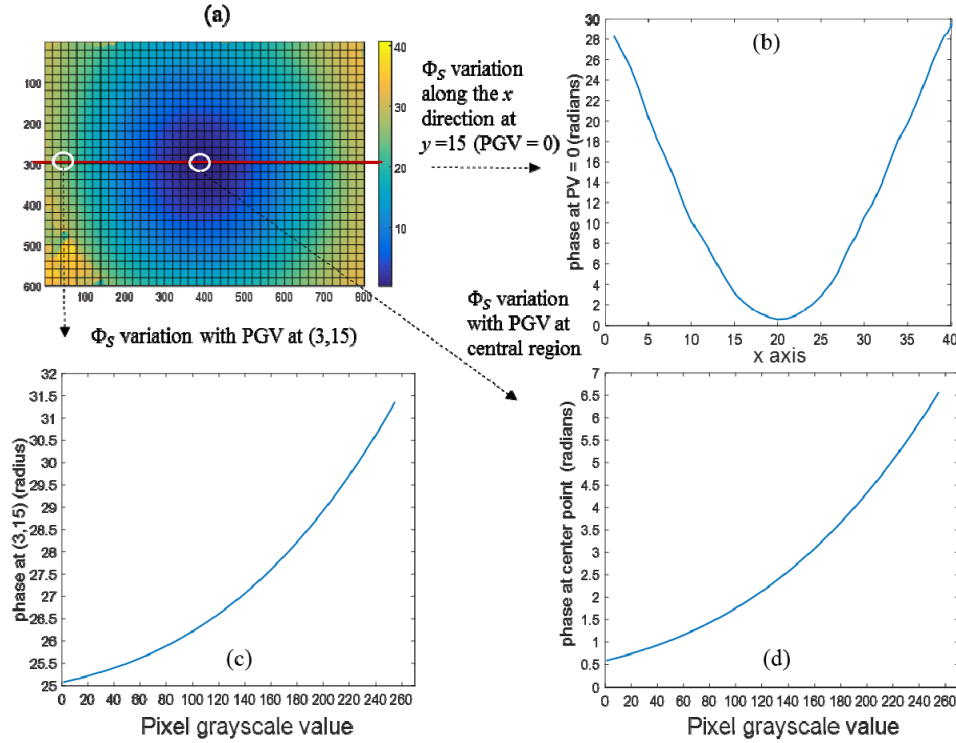 (a)
100
200
300
400
500
600
100 200 300 400 500 600 700 800
40
30
20
10
ΦS variation
along the x
direction at
y =15 (PGV = 0)
(b)
phase at PV = 0 (radians)
30
28
26
24
22
20
18
16
14
12
10
8
6
4
2
0
0 5 10 15 20 25 30 35 40
x axis
ΦS variation with PGV at (3,15)
ΦS variation
with PGV at
central region
phase at (3,15) (radius)
32
31.5
31
30.5
30
29.5
29
28.5
28
27.5
27
26.5
26
25.5
25
0 20 40 60 80 100 120 140 160 180 200 220 240 260
Pixel grayscale value
(c)
phase at center point (radians)
7
6.5
6
5.5
5
4.5
4
3.5
3
2.5
2
1.5
1
0.5
0
0 20 40 60 80 100 120 140 160 180 200 220 240 260
Pixel grayscale value
(d)